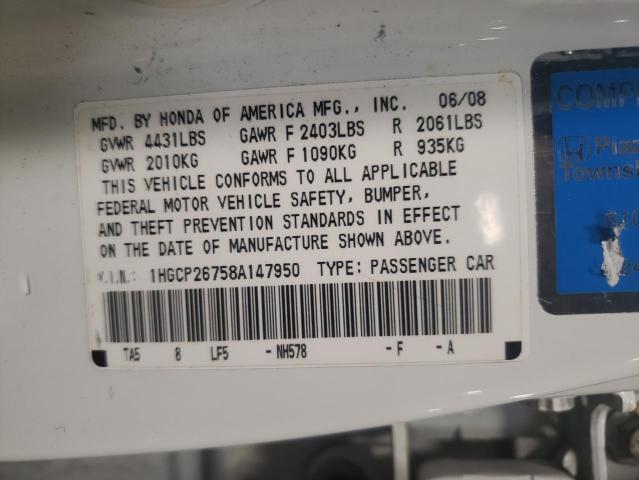 MFD. BY HONDA OF AMERICA MFG., INC. 06/08
GVWR 4431LBS GAWR F 2403LBS R 2061LBS
GVWR 2010KG GAWR F 1090KG R 935KG
THIS VEHICLE CONFORMS TO ALL APPLICABLE
FEDERAL MOTOR VEHICLE SAFETY, BUMPER,
AND THEFT PREVENTION STANDARDS IN EFFECT
ON THE DATE OF MANUFACTURE SHOWN ABOVE.
V.I.N.: 1HGCP26758A147950 TYPE: PASSENGER CAR
TA5 8 LF5 -NH578 -F -A
COMP